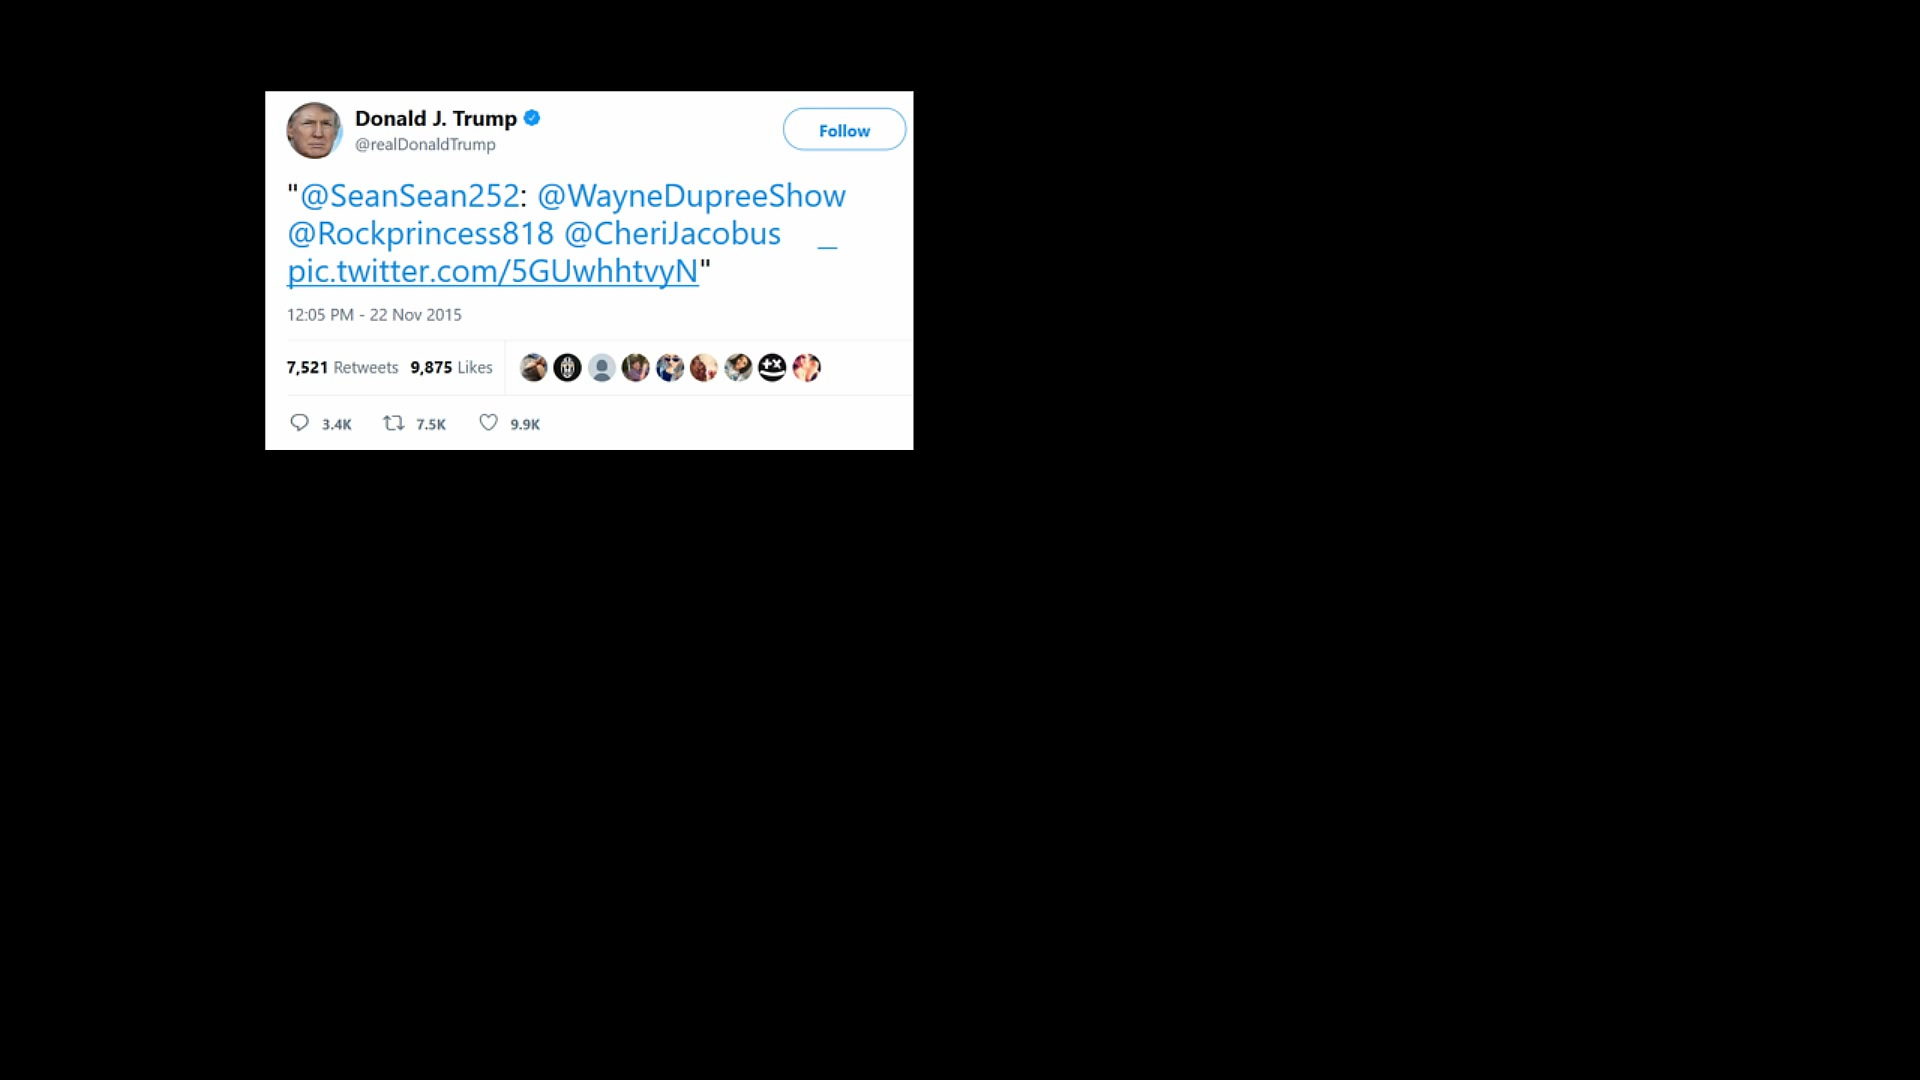 Donald J. Trump
@realDonaldTrump
Follow
"@SeanSean252: @WayneDupreeShow
@Rockprincess818 @CheriJacobus
pic.twitter.com/5GUwhhtvyN"
12:05 PM - 22 Nov 2015
7,521 Retweets 9,875 Likes
3.4K 7.5K 9.9K